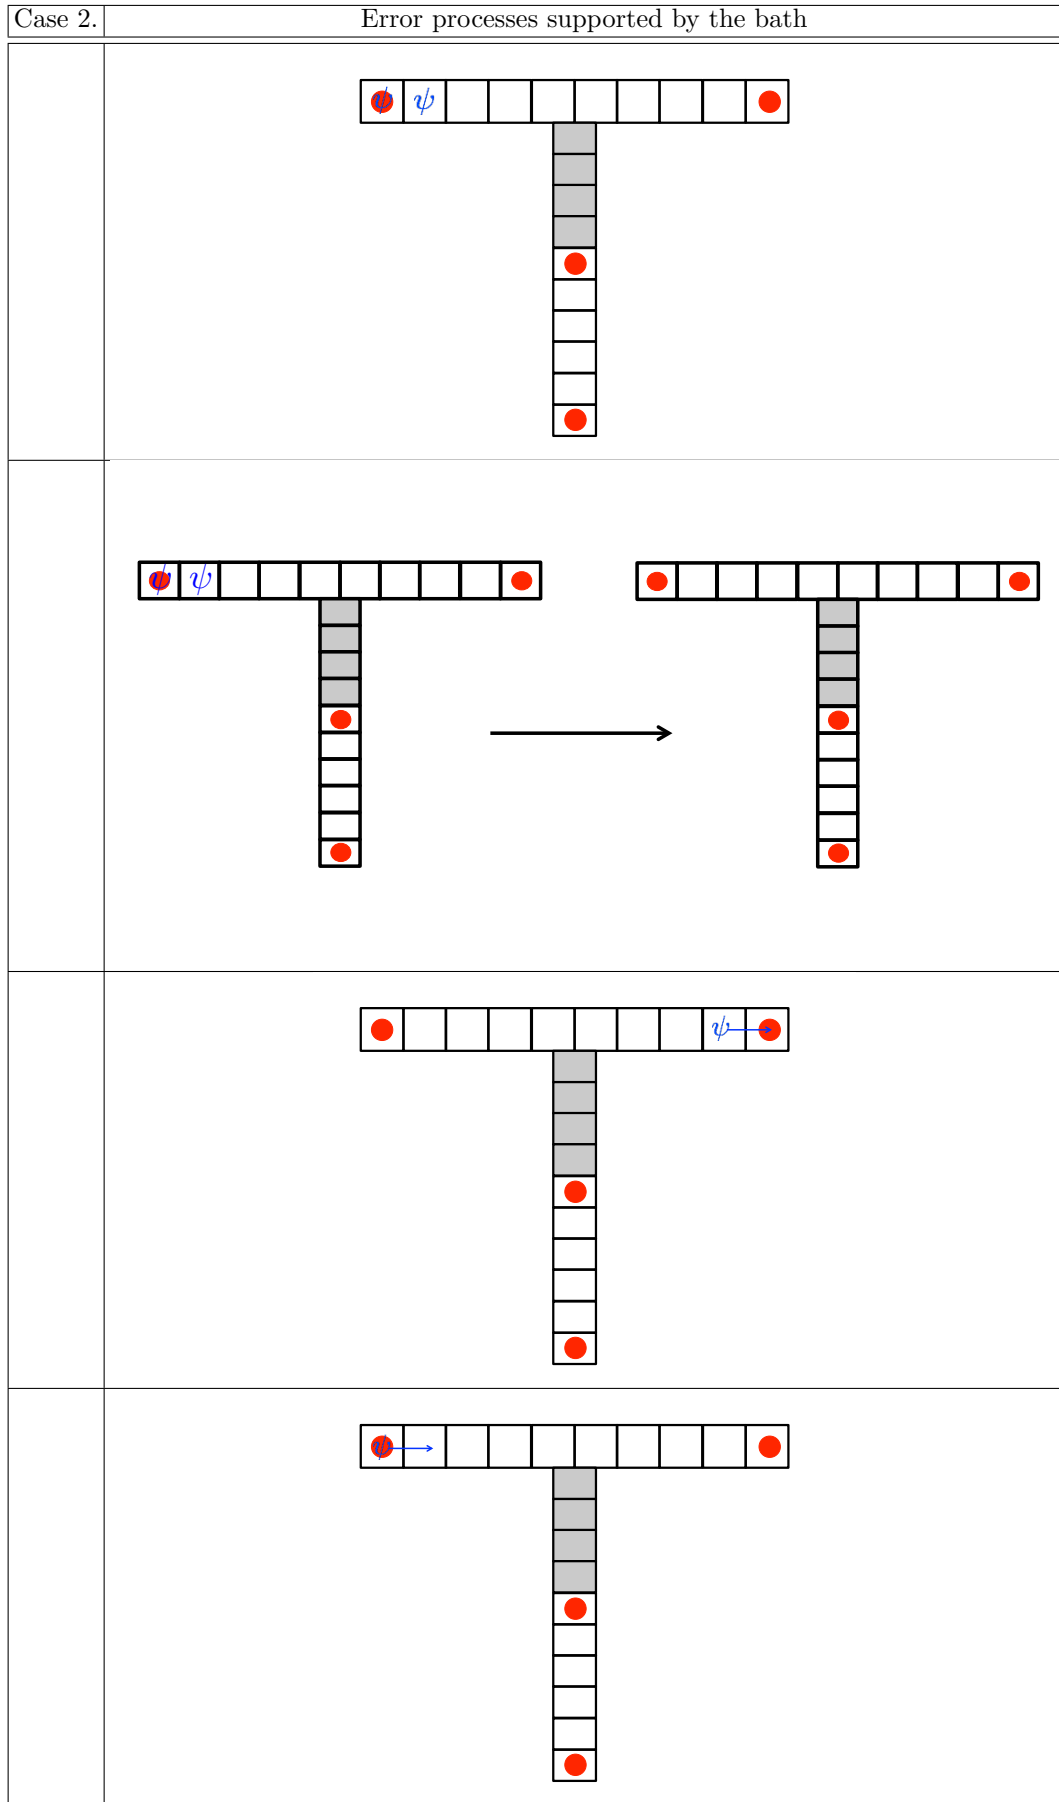 Case 2. Error processes supported by the bath
ψ ψ
ψ ψ
ψ
ψ